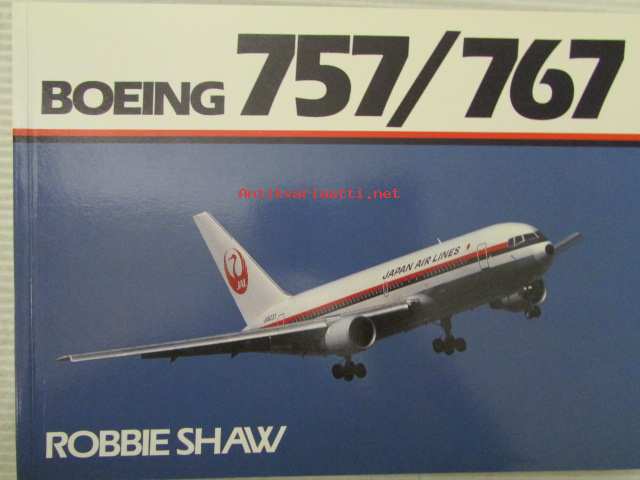 BOEING 757/767
Antikvariaatti.net
JAPAN AIR LINES
JAL
ROBBIE SHAW